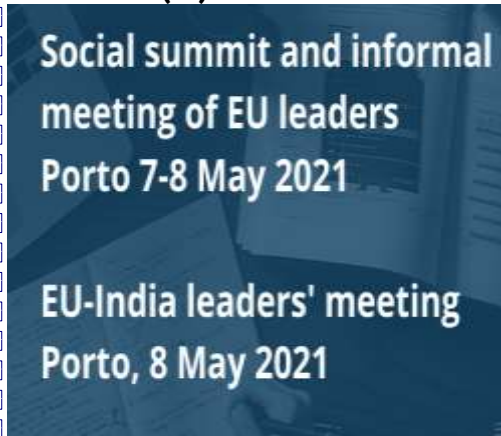 Social summit and informal
meeting of EU leaders
Porto 7-8 May 2021
EU-India leaders' meeting
Porto, 8 May 2021